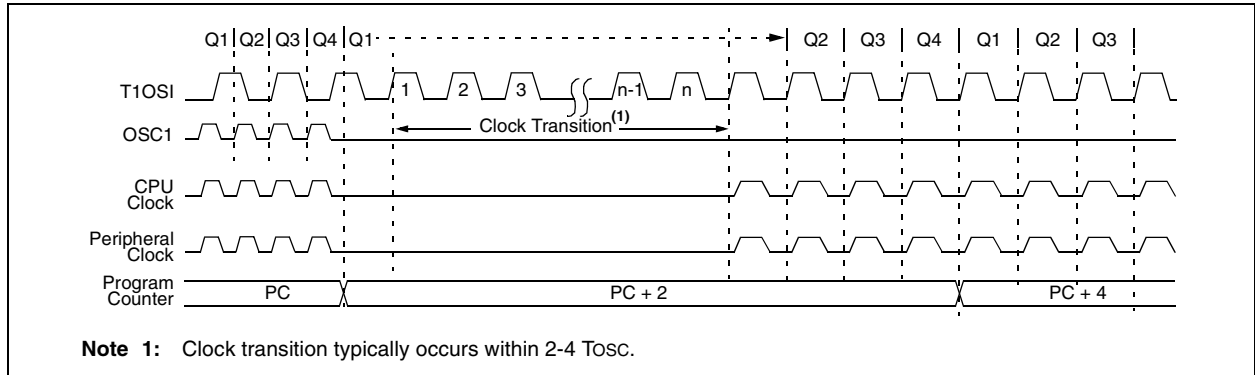 Q1 Q2 Q3 Q4 Q1 Q2 Q3 Q4 Q1 Q2 Q3
T1OSI 1 2 3 n-1 n
OSC1 Clock Transition(1)
CPU
Clock
Peripheral
Clock
Program
Counter
PC PC + 2 PC + 4
Note 1: Clock transition typically occurs within 2-4 TOSC.